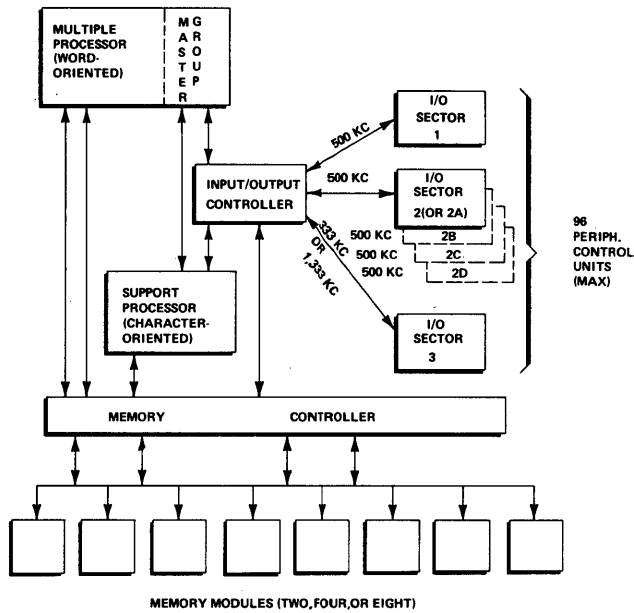 MULTIPLE
PROCESSOR
(WORD-
ORIENTED)
MASTER
GROUP
I/O
SECTOR
1
500 KC
INPUT/OUTPUT
CONTROLLER
500 KC
I/O
SECTOR
2(OR 2A)
500 KC
2B
500 KC
2C
500 KC
2D
333 KC
OR
1,333 KC
96
PERIPH.
CONTROL
UNITS
(MAX)
SUPPORT
PROCESSOR
(CHARACTER-
ORIENTED)
I/O
SECTOR
3
MEMORY CONTROLLER
MEMORY MODULES (TWO,FOUR,OR EIGHT)